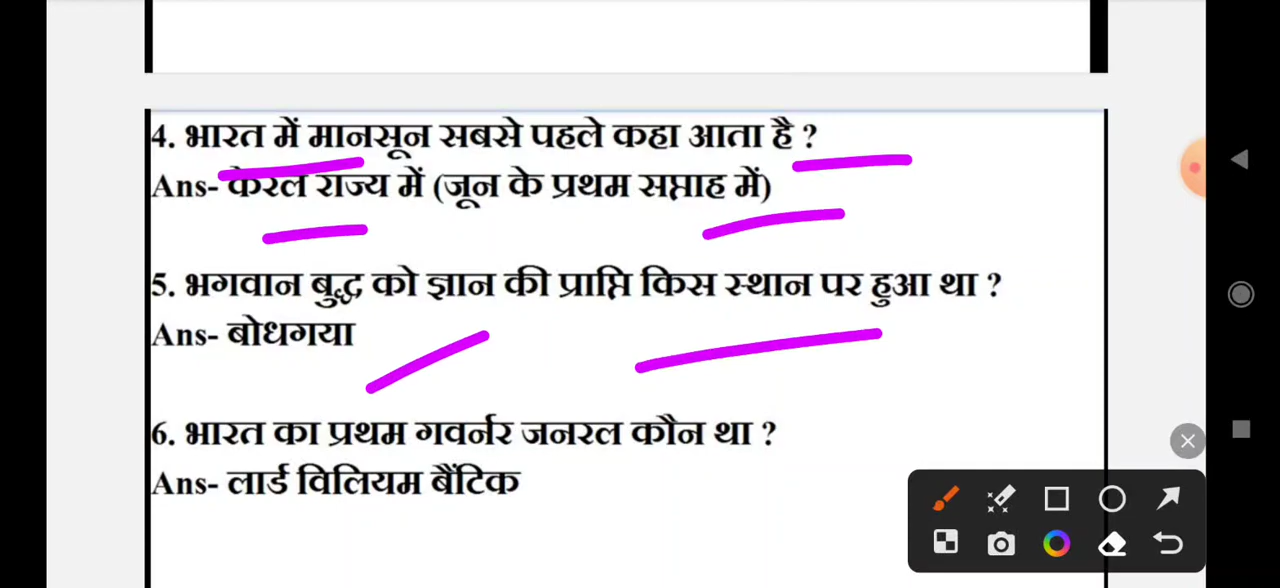 4. भारत में मानसून सबसे पहले कहा आता है ?
Ans- केरल राज्य में (जून के प्रथम सप्ताह में)
5. भगवान बुद्ध को ज्ञान की प्राप्ति किस स्थान पर हुआ था ?
Ans- बोधगया
6. भारत का प्रथम गवर्नर जनरल कौन था ?
Ans- लार्ड विलियम बैंटिक